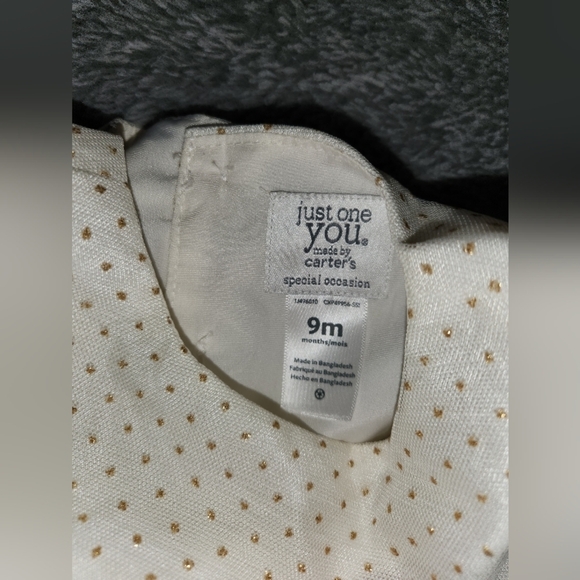 just one
you®
made by
carter's
special occasion
9m
months/mois
Made in Bangladesh
Fabriqué au Bangladesh
Hecho en Bangladesh